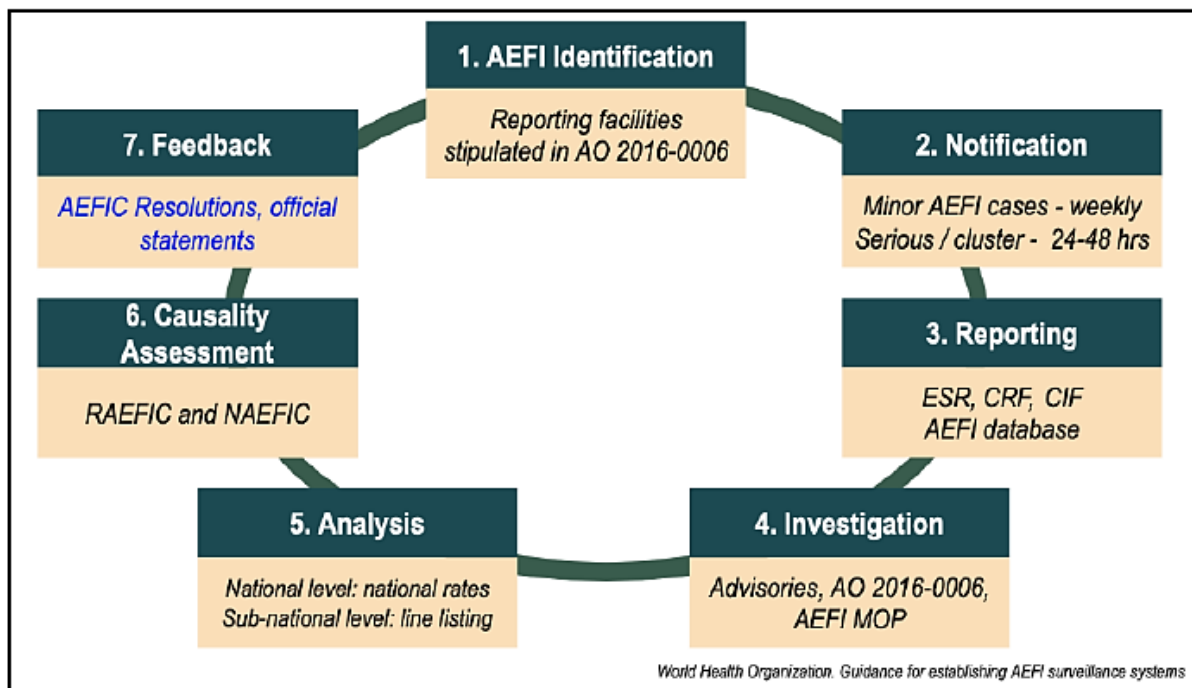 1. AEFI Identification
Reporting facilities
stipulated in AO 2016-0006
2. Notification
Minor AEFI cases - weekly
Serious / cluster - 24-48 hrs
3. Reporting
ESR, CRF, CIF
AEFI database
4. Investigation
Advisories, AO 2016-0006,
AEFI MOP
5. Analysis
National level: national rates
Sub-national level: line listing
6. Causality
Assessment
RAEFIC and NAEFIC
7. Feedback
AEFIC Resolutions, official
statements
World Health Organization. Guidance for establishing AEFI surveillance systems